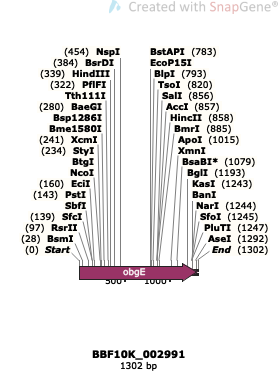 Created with SnapGene®
(454) NspI
(384) BsrDI
(339) HindIII
(322) PflFI
Tth111I
(280) BaeGI
Bsp1286I
Bme1580I
(241) XcmI
(234) StyI
BtgI
NcoI
(160) EciI
(143) PstI
SbfI
(139) SfcI
(97) RsrII
(28) BsmI
(0) Start
BstAPI (783)
EcoP15I
BlpI (793)
TsoI (820)
SalI (856)
AccI (857)
HincII (858)
BmrI (885)
ApoI (1015)
XmnI
BsaBI* (1079)
BglI (1193)
KasI (1243)
BanI
NarI (1244)
SfoI (1245)
PluTI (1247)
AseI (1292)
End (1302)
obgE
500
1000
BBF10K_002991
1302 bp